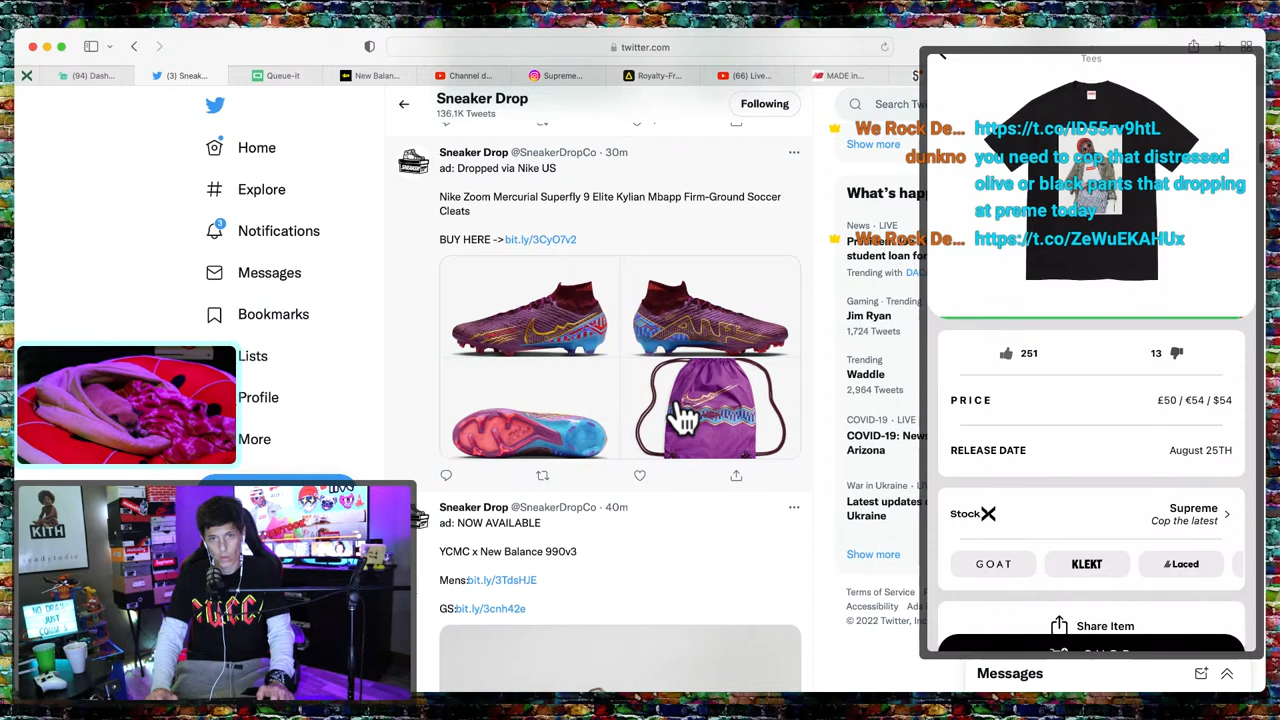 twitter.com
(94) Dash...
(3) Sneak...
Queue-it
New Balan...
Channel d...
Supreme...
Royalty-Fr...
(66) Live...
MADE in...
Sneaker Drop
136.1K Tweets
Following
Search Twi
Home
Explore
3
Notifications
Messages
Bookmarks
Lists
Profile
More
Sneaker Drop @SneakerDropCo · 30m
ad: Dropped via Nike US
Nike Zoom Mercurial Superfly 9 Elite Kylian Mbapp Firm-Ground Soccer
Cleats
BUY HERE ->bit.ly/3CyO7v2
Sneaker Drop @SneakerDropCo · 40m
ad: NOW AVAILABLE
YCMC x New Balance 990v3
Mens:bit.ly/3TdsHJE
GS:bit.ly/3cnh42e
Show more
What's hap
News · LIVE
student loan for
Trending with DAC
Gaming · Trending
Jim Ryan
1,724 Tweets
Trending
Waddle
2,964 Tweets
COVID-19 · LIVE
COVID-19: New
Arizona
War in Ukraine · LIV
Latest updates
Ukraine
Show more
Terms of Service
Accessibility Ads
© 2022 Twitter, Inc
Tees
We Rock De... https://t.co/ID55rv9htL
dunkno you need to cop that distressed
olive or black pants that dropping
at preme today
We Rock De... https://t.co/ZeWuEKAHUx
251
13
PRICE
£50 / €54 / $54
RELEASE DATE
August 25TH
StockX
Supreme
Cop the latest
GOAT
KLEKT
Laced
Share Item
Messages
KITH
GUCCI